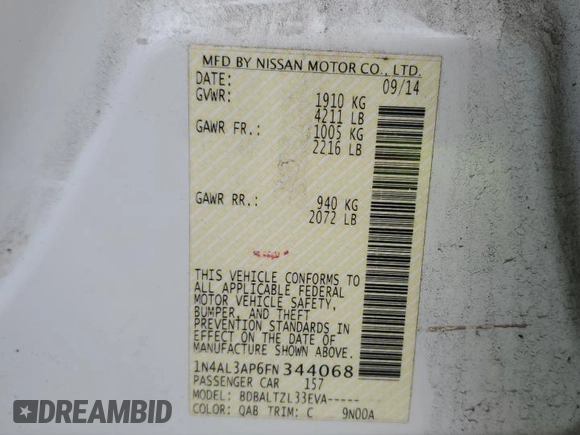 MFD BY NISSAN MOTOR CO., LTD.
DATE: 09/14
GVWR: 1910 KG
4211 LB
GAWR FR.: 1005 KG
2216 LB
GAWR RR.: 940 KG
2072 LB
THIS VEHICLE CONFORMS TO
ALL APPLICABLE FEDERAL
MOTOR VEHICLE SAFETY,
BUMPER, AND THEFT
PREVENTION STANDARDS IN
EFFECT ON THE DATE OF
MANUFACTURE SHOWN ABOVE.
1N4AL3AP6FN344068
PASSENGER CAR 157
MODEL: BDBALTZL33EVA-----
COLOR: QAB TRIM: C 9N00A
BIDAMBID